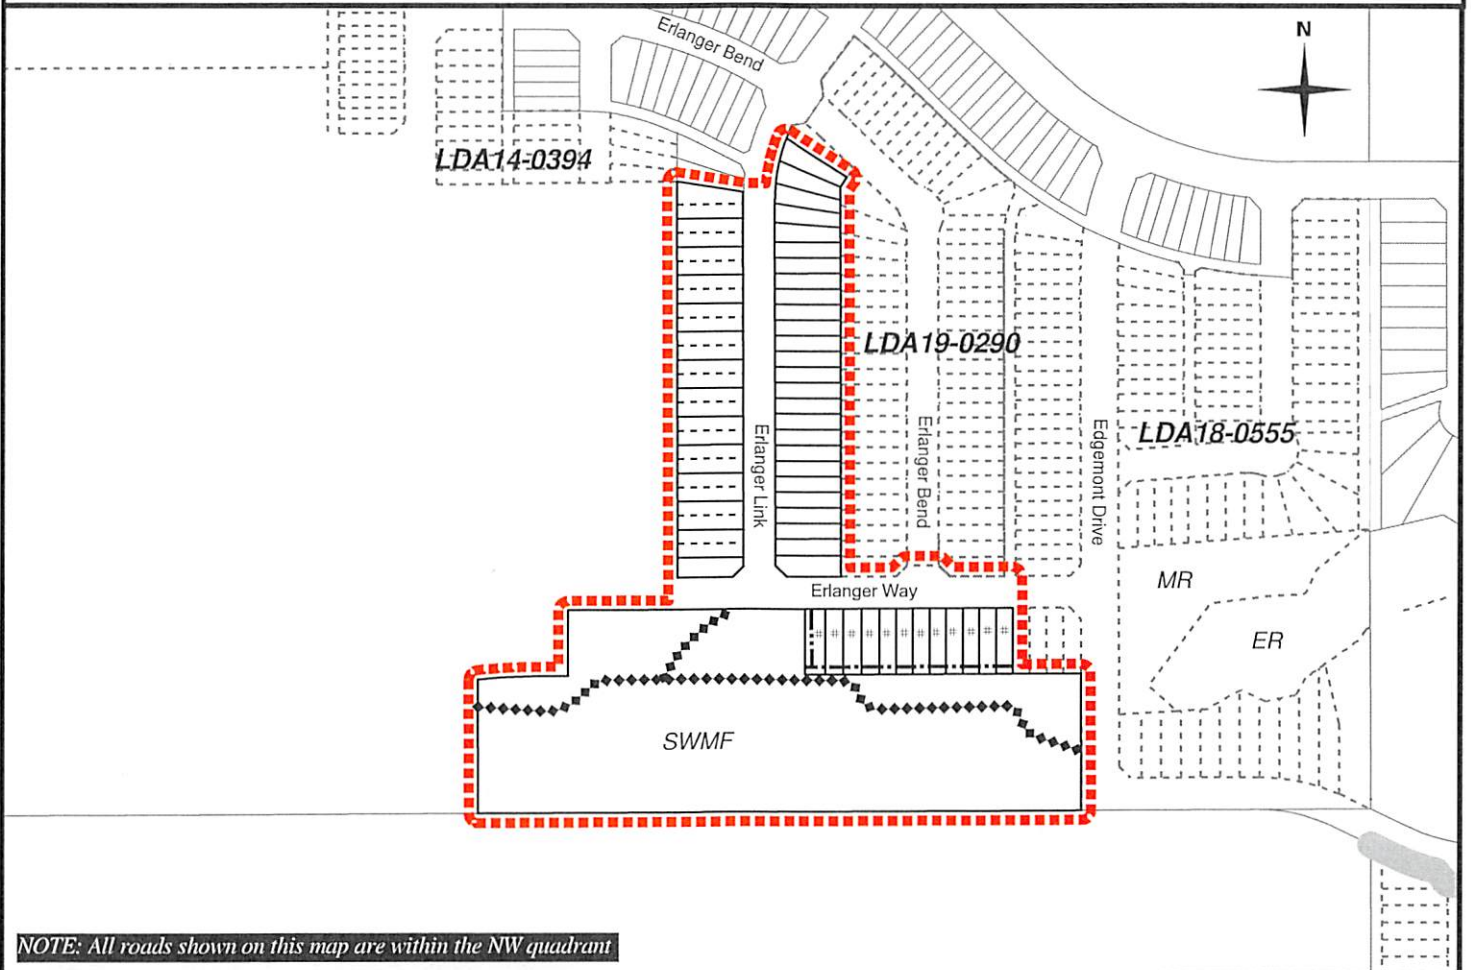 Erlanger Bend
N
LDA14-0394
LDA19-0290
LDA18-0555
Erlanger Link
Erlanger Bend
Edgemont Drive
MR
Erlanger Way
ER
# # # # # # # # # # #
SWMF
NOTE: All roads shown on this map are within the NW quadrant